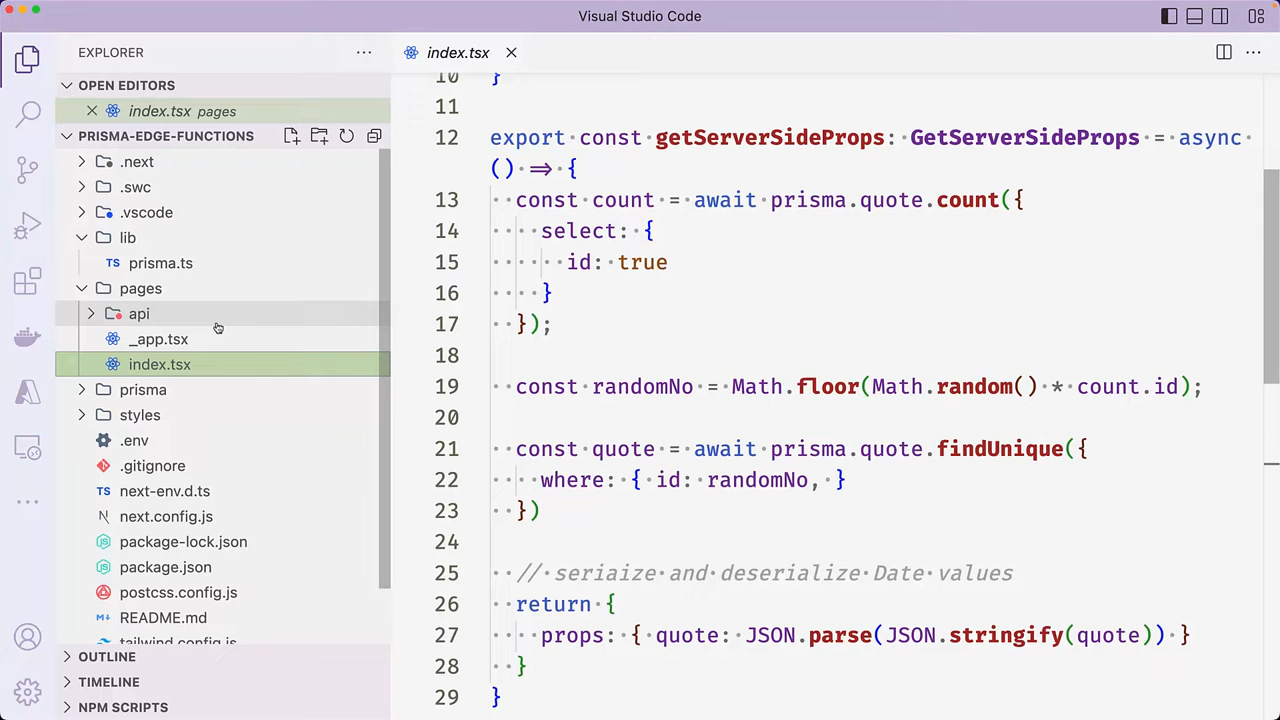 Visual Studio Code
EXPLORER
index.tsx
OPEN EDITORS
index.tsx pages
PRISMA-EDGE-FUNCTIONS
.next
.swc
.vscode
lib
TS prisma.ts
pages
api
_app.tsx
index.tsx
prisma
styles
.env
.gitignore
TS next-env.d.ts
next.config.js
package-lock.json
package.json
postcss.config.js
README.md
tailwind.config.js
OUTLINE
TIMELINE
NPM SCRIPTS
10 }
11
12 export const getServerSideProps: GetServerSideProps = async
() => {
13 const count = await prisma.quote.count({
14 select: {
15 id: true
16 }
17 });
18
19 const randomNo = Math.floor(Math.random() * count.id);
20
21 const quote = await prisma.quote.findUnique({
22 where: { id: randomNo, }
23 })
24
25 // seriaize and deserialize Date values
26 return {
27 props: { quote: JSON.parse(JSON.stringify(quote)) }
28 }
29 }